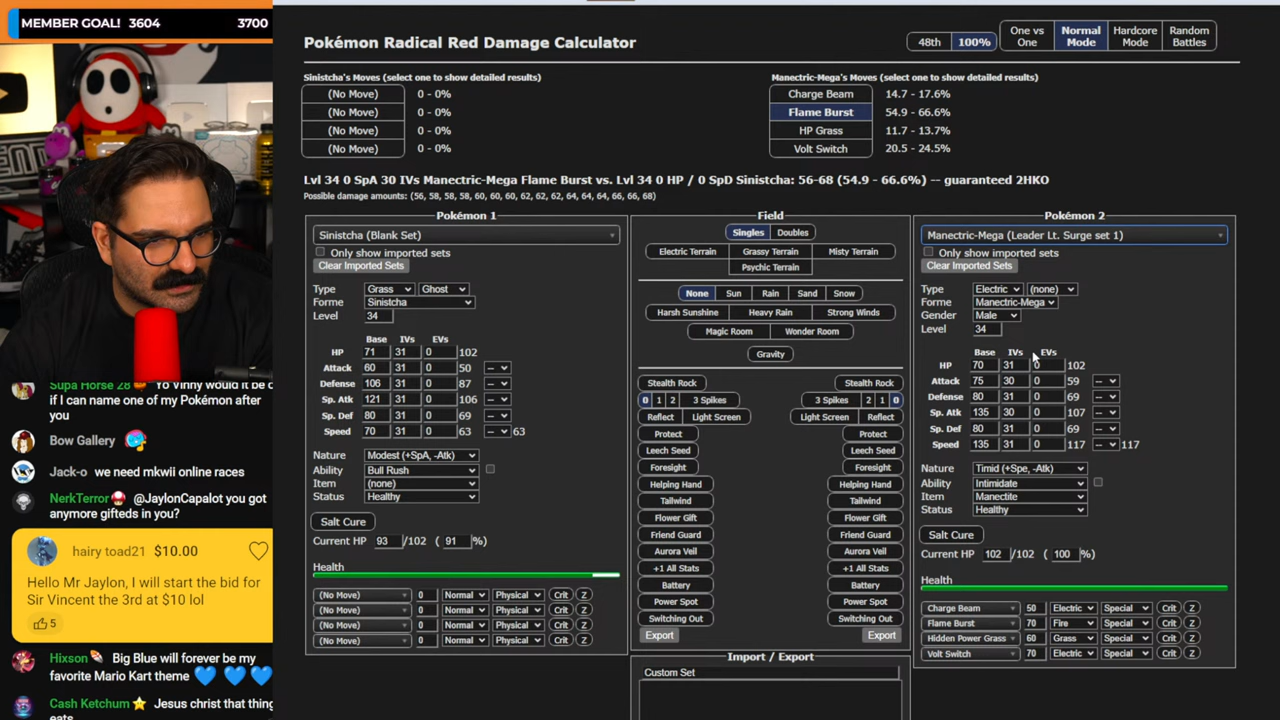 MEMBER GOAL! 3604 3700
Supa Horse 28 Yo Vinny would it be c
if I can name one of my Pokémon after
you
Bow Gallery
Jack-o we need mkwii online races
NerkTerror @JaylonCapalot you got
anymore gifteds in you?
hairy toad21 $10.00
Hello Mr Jaylon, I will start the bid for
Sir Vincent the 3rd at $10 lol
5
Hixson Big Blue will forever be my
favorite Mario Kart theme
Cash Ketchum Jesus christ that thing
eats
Pokémon Radical Red Damage Calculator
48th 100%
One vs One Normal Mode Hardcore Mode Random Battles
Sinistcha's Moves (select one to show detailed results)
(No Move) 0 - 0%
(No Move) 0 - 0%
(No Move) 0 - 0%
(No Move) 0 - 0%
Manectric-Mega's Moves (select one to show detailed results)
Charge Beam 14.7 - 17.6%
Flame Burst 54.9 - 66.6%
HP Grass 11.7 - 13.7%
Volt Switch 20.5 - 24.5%
Lvl 34 0 SpA 30 IVs Manectric-Mega Flame Burst vs. Lvl 34 0 HP / 0 SpD Sinistcha: 56-68 (54.9 - 66.6%) -- guaranteed 2HKO
Possible damage amounts: (56, 58, 58, 58, 60, 60, 60, 62, 62, 62, 64, 64, 64, 66, 66, 68)
Pokémon 1
Sinistcha (Blank Set)
Only show imported sets
Clear Imported Sets
Type Grass Ghost
Forme Sinistcha
Level 34
Base IVs EVs
HP 71 31 0 102
Attack 60 31 0 50 --
Defense 106 31 0 87 --
Sp. Atk 121 31 0 106 --
Sp. Def 80 31 0 69 --
Speed 70 31 0 63 -- 63
Nature Modest (+SpA, -Atk)
Ability Bull Rush
Item (none)
Status Healthy
Salt Cure
Current HP 93 /102 ( 91 %)
Health
(No Move) 0 Normal Physical Crit Z
(No Move) 0 Normal Physical Crit Z
(No Move) 0 Normal Physical Crit Z
(No Move) 0 Normal Physical Crit Z
Field
Singles Doubles
Electric Terrain Grassy Terrain Misty Terrain
Psychic Terrain
None Sun Rain Sand Snow
Harsh Sunshine Heavy Rain Strong Winds
Magic Room Wonder Room
Gravity
Stealth Rock Stealth Rock
0 1 2 3 Spikes 3 Spikes 2 1 0
Reflect Light Screen Light Screen Reflect
Protect Protect
Leech Seed Leech Seed
Foresight Foresight
Helping Hand Helping Hand
Tailwind Tailwind
Flower Gift Flower Gift
Friend Guard Friend Guard
Aurora Veil Aurora Veil
+1 All Stats +1 All Stats
Battery Battery
Power Spot Power Spot
Switching Out Switching Out
Export Export
Import / Export
Custom Set
Pokémon 2
Manectric-Mega (Leader Lt. Surge set 1)
Only show imported sets
Clear Imported Sets
Type Electric (none)
Forme Manectric-Mega
Gender Male
Level 34
Base IVs EVs
HP 70 31 0 102
Attack 75 30 0 59 --
Defense 80 31 0 69 --
Sp. Atk 135 30 0 107 --
Sp. Def 80 31 0 69 --
Speed 135 31 0 117 -- 117
Nature Timid (+Spe, -Atk)
Ability Intimidate
Item Manectite
Status Healthy
Salt Cure
Current HP 102 /102 ( 100 %)
Health
Charge Beam 50 Electric Special Crit Z
Flame Burst 70 Fire Special Crit Z
Hidden Power Grass 60 Grass Special Crit Z
Volt Switch 70 Electric Special Crit Z